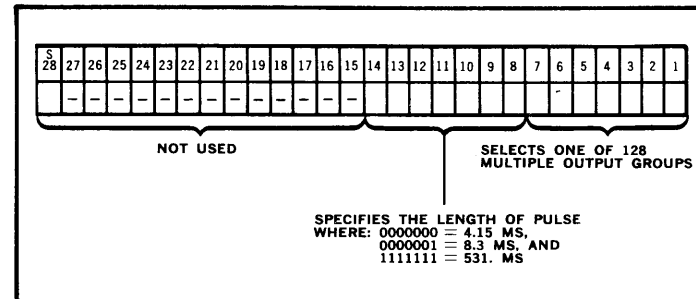 S
28 27 26 25 24 23 22 21 20 19 18 17 16 15 14 13 12 11 10 9 8 7 6 5 4 3 2 1
— — — — — — — — — — — — —
NOT USED
SELECTS ONE OF 128
MULTIPLE OUTPUT GROUPS
SPECIFIES THE LENGTH OF PULSE
WHERE: 0000000 = 4.15 MS,
0000001 = 8.3 MS, AND
1111111 = 531. MS